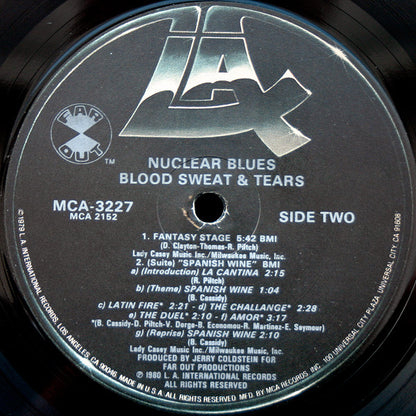 LAX
FAR
OUT
TM
NUCLEAR BLUES
BLOOD SWEAT & TEARS
MCA-3227
MCA 2152
SIDE TWO
1. FANTASY STAGE 5:42 BMI
(D. Clayton-Thomas-R. Piltch)
Lady Casey Music Inc./Milwaukee Music, Inc.
2. (Suite) "SPANISH WINE" BMI
a) (Introduction) LA CANTINA 2:15
(R. Piltch)
b) (Theme) SPANISH WINE 1:04
(B. Cassidy)
c) LATIN FIRE* 2:21 - d) THE CHALLANGE* 2:28
e) THE DUEL* 2:10 - f) AMOR* 3:17
*(B. Cassidy-D. Piltch-V. Dorge-B. Economou-R. Martinez-E. Seymour)
g) (Reprise) SPANISH WINE 2:10
(B. Cassidy)
Lady Casey Music Inc./Milwaukee Music, Inc.
PRODUCED BY JERRY GOLDSTEIN FOR
FAR OUT PRODUCTIONS
℗ 1980 L.A. INTERNATIONAL RECORDS
©1979 L.A. INTERNATIONAL RECORDS, LOS ANGELES, CA 90046. MADE IN U.S.A. ALL RIGHTS RESERVED. MFG. & DIST. BY MCA RECORDS INC. 100 UNIVERSAL CITY PLAZA, UNIVERSAL CITY, CA 91608